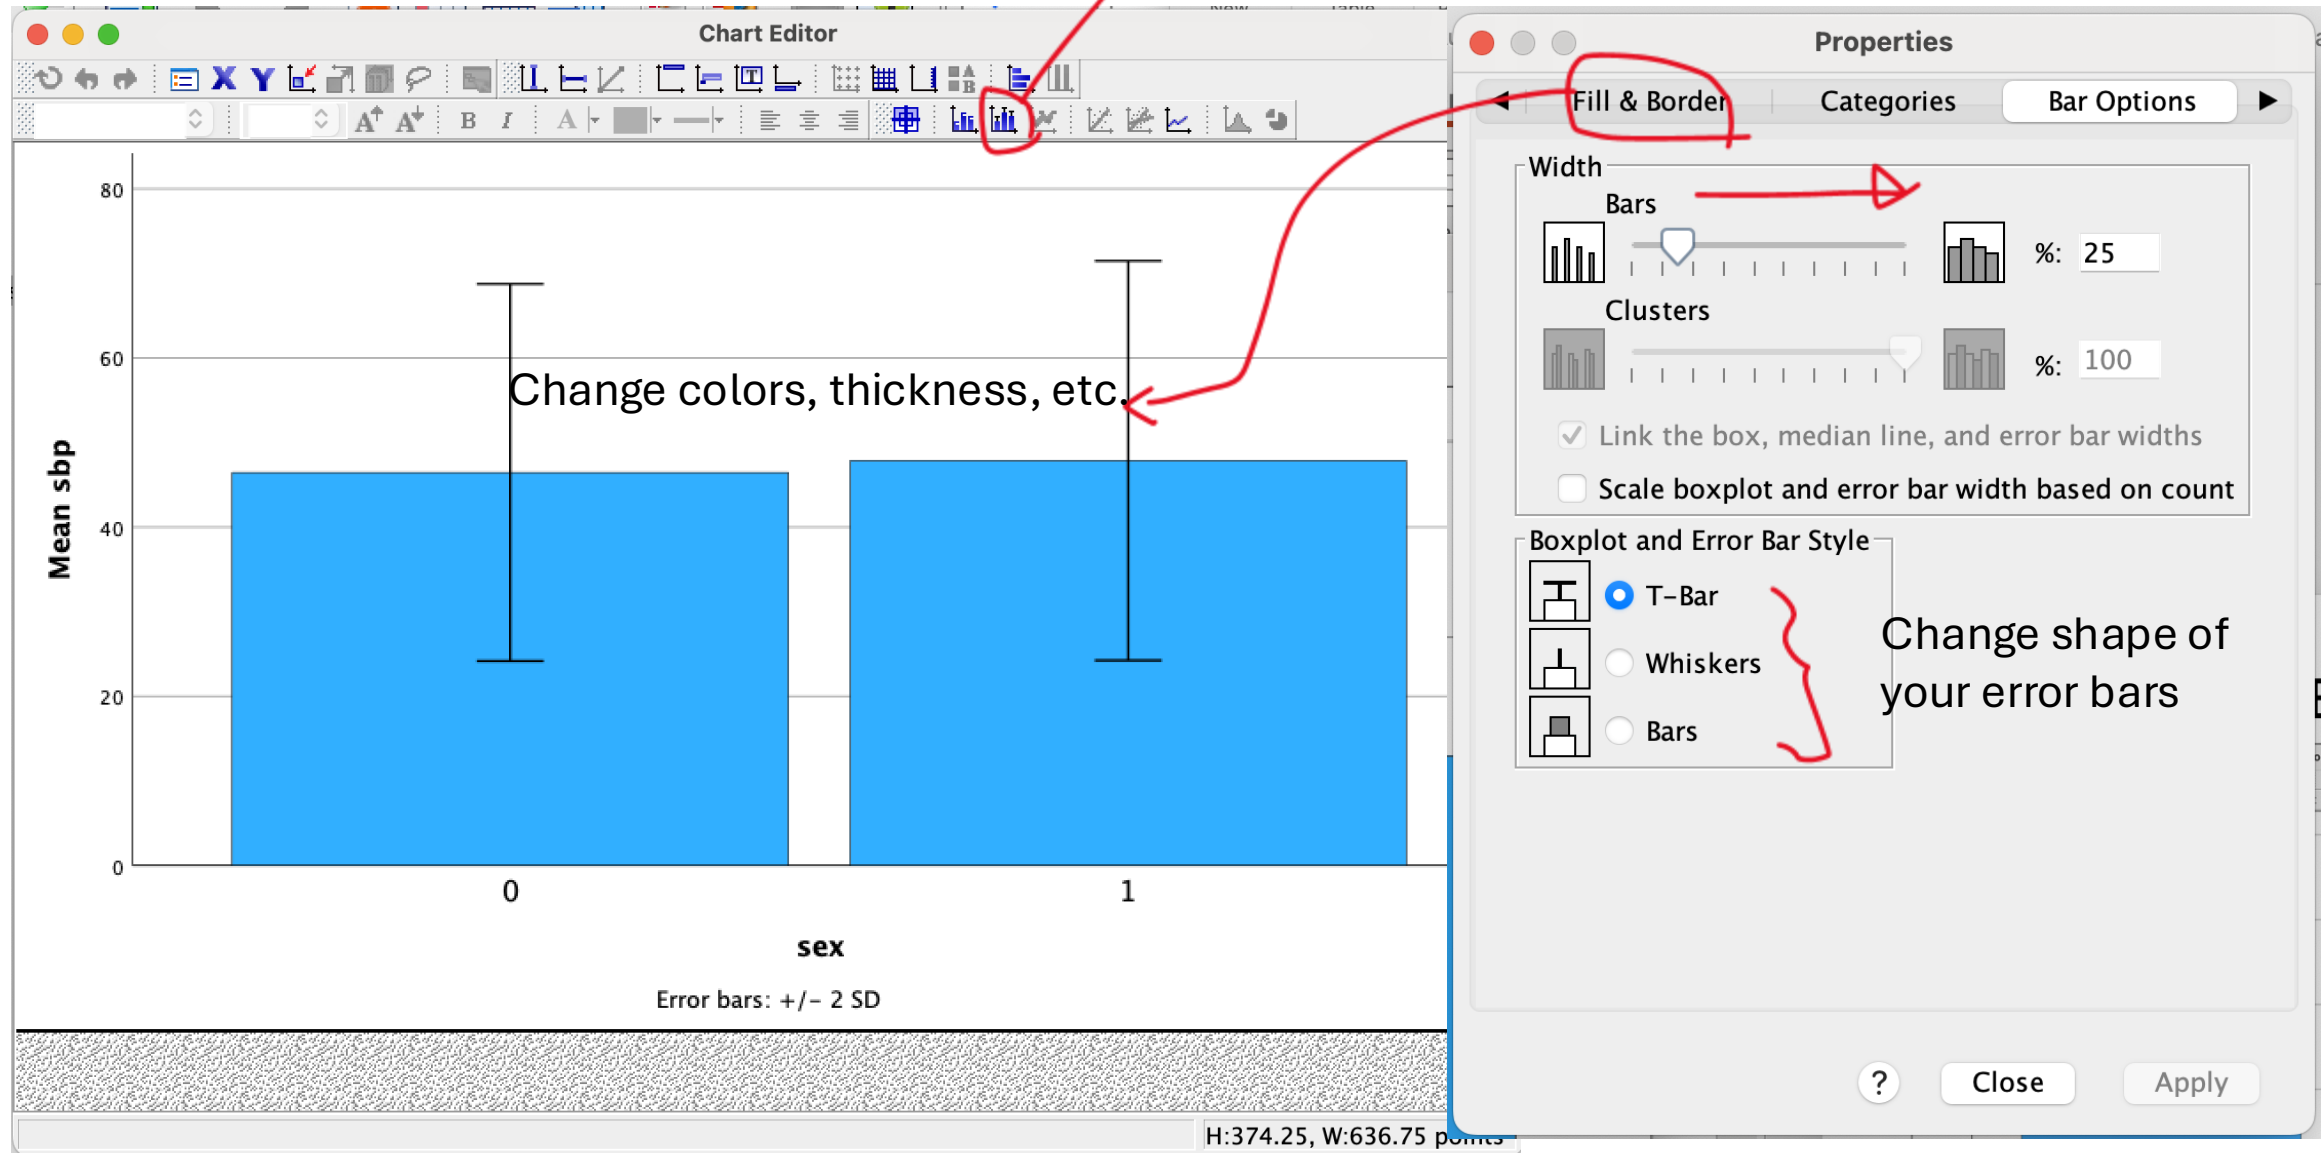 Chart Editor
B I A
80
60
40
20
0
Mean sbp
Change colors, thickness, etc.
0 1
sex
Error bars: +/- 2 SD
H:374.25, W:636.75 points
Properties
Fill & Border Categories Bar Options
Width
Bars
%: 25
Clusters
%: 100
Link the box, median line, and error bar widths
Scale boxplot and error bar width based on count
Boxplot and Error Bar Style
T-Bar
Whiskers
Bars
Change shape of
your error bars
? Close Apply